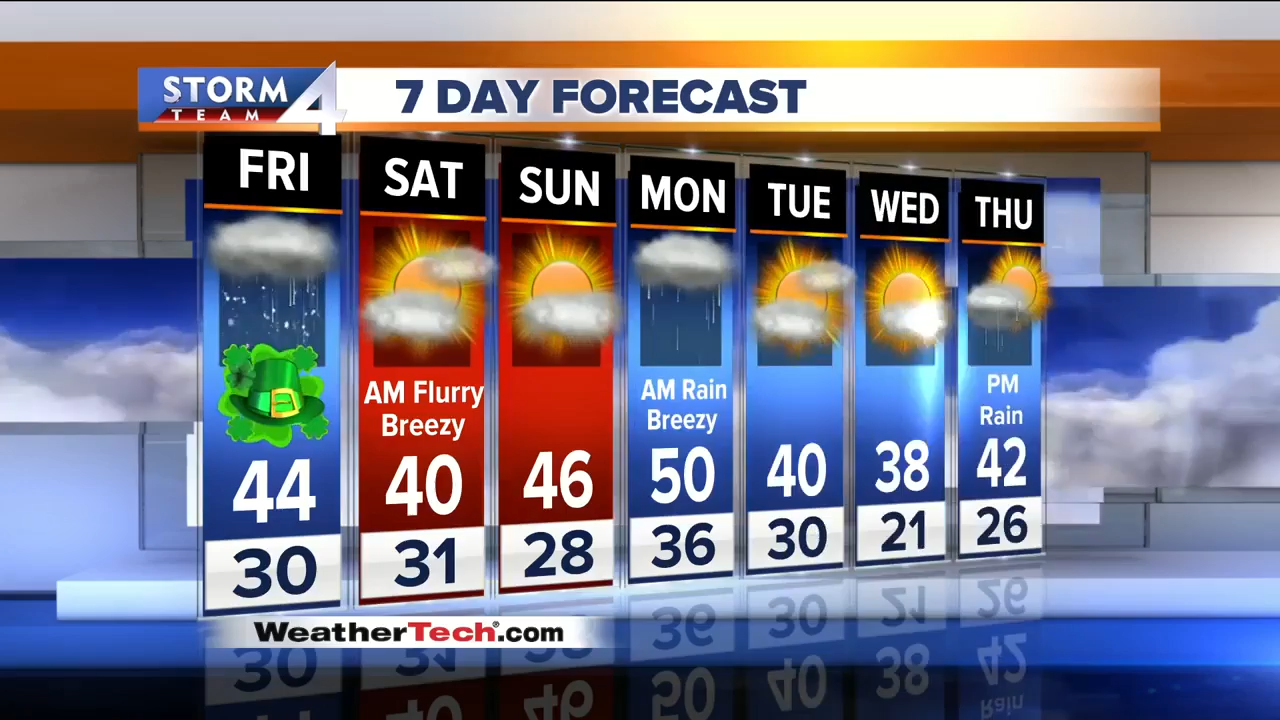 STORM
TEAM 4
7 DAY FORECAST
FRI
44
30
SAT
AM Flurry
Breezy
40
31
SUN
46
28
MON
AM Rain
Breezy
50
36
TUE
40
30
WED
38
21
THU
PM
Rain
42
26
WeatherTech®.com